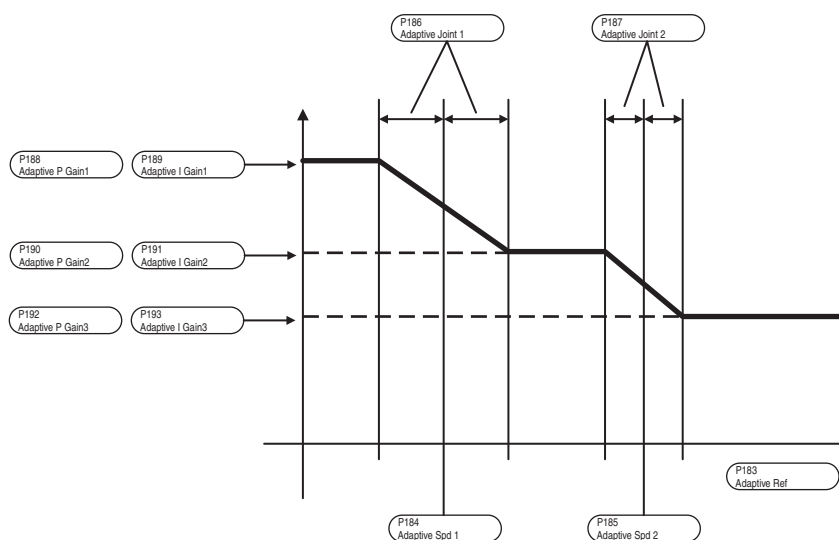 P186
Adaptive Joint 1
P187
Adaptive Joint 2
P188
Adaptive P Gain1
P189
Adaptive I Gain1
P190
Adaptive P Gain2
P191
Adaptive I Gain2
P192
Adaptive P Gain3
P193
Adaptive I Gain3
P183
Adaptive Ref
P184
Adaptive Spd 1
P185
Adaptive Spd 2